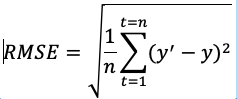 RMSE = √(1/n ∑_{t=1}^{t=n} (y′ − y)²)